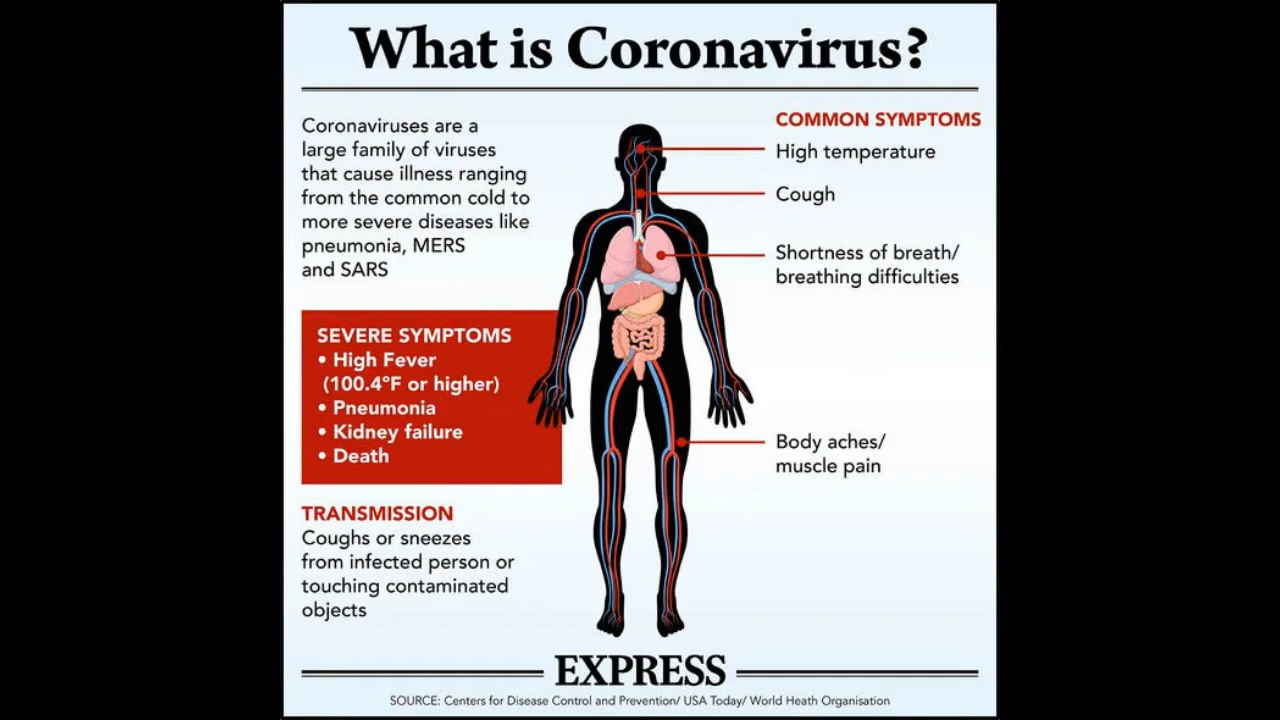 What is Coronavirus?
Coronaviruses are a
large family of viruses
that cause illness ranging
from the common cold to
more severe diseases like
pneumonia, MERS
and SARS
SEVERE SYMPTOMS
• High Fever
(100.4ºF or higher)
• Pneumonia
• Kidney failure
• Death
TRANSMISSION
Coughs or sneezes
from infected person or
touching contaminated
objects
COMMON SYMPTOMS
High temperature
Cough
Shortness of breath/
breathing difficulties
Body aches/
muscle pain
EXPRESS
SOURCE: Centers for Disease Control and Prevention/ USA Today/ World Heath Organisation